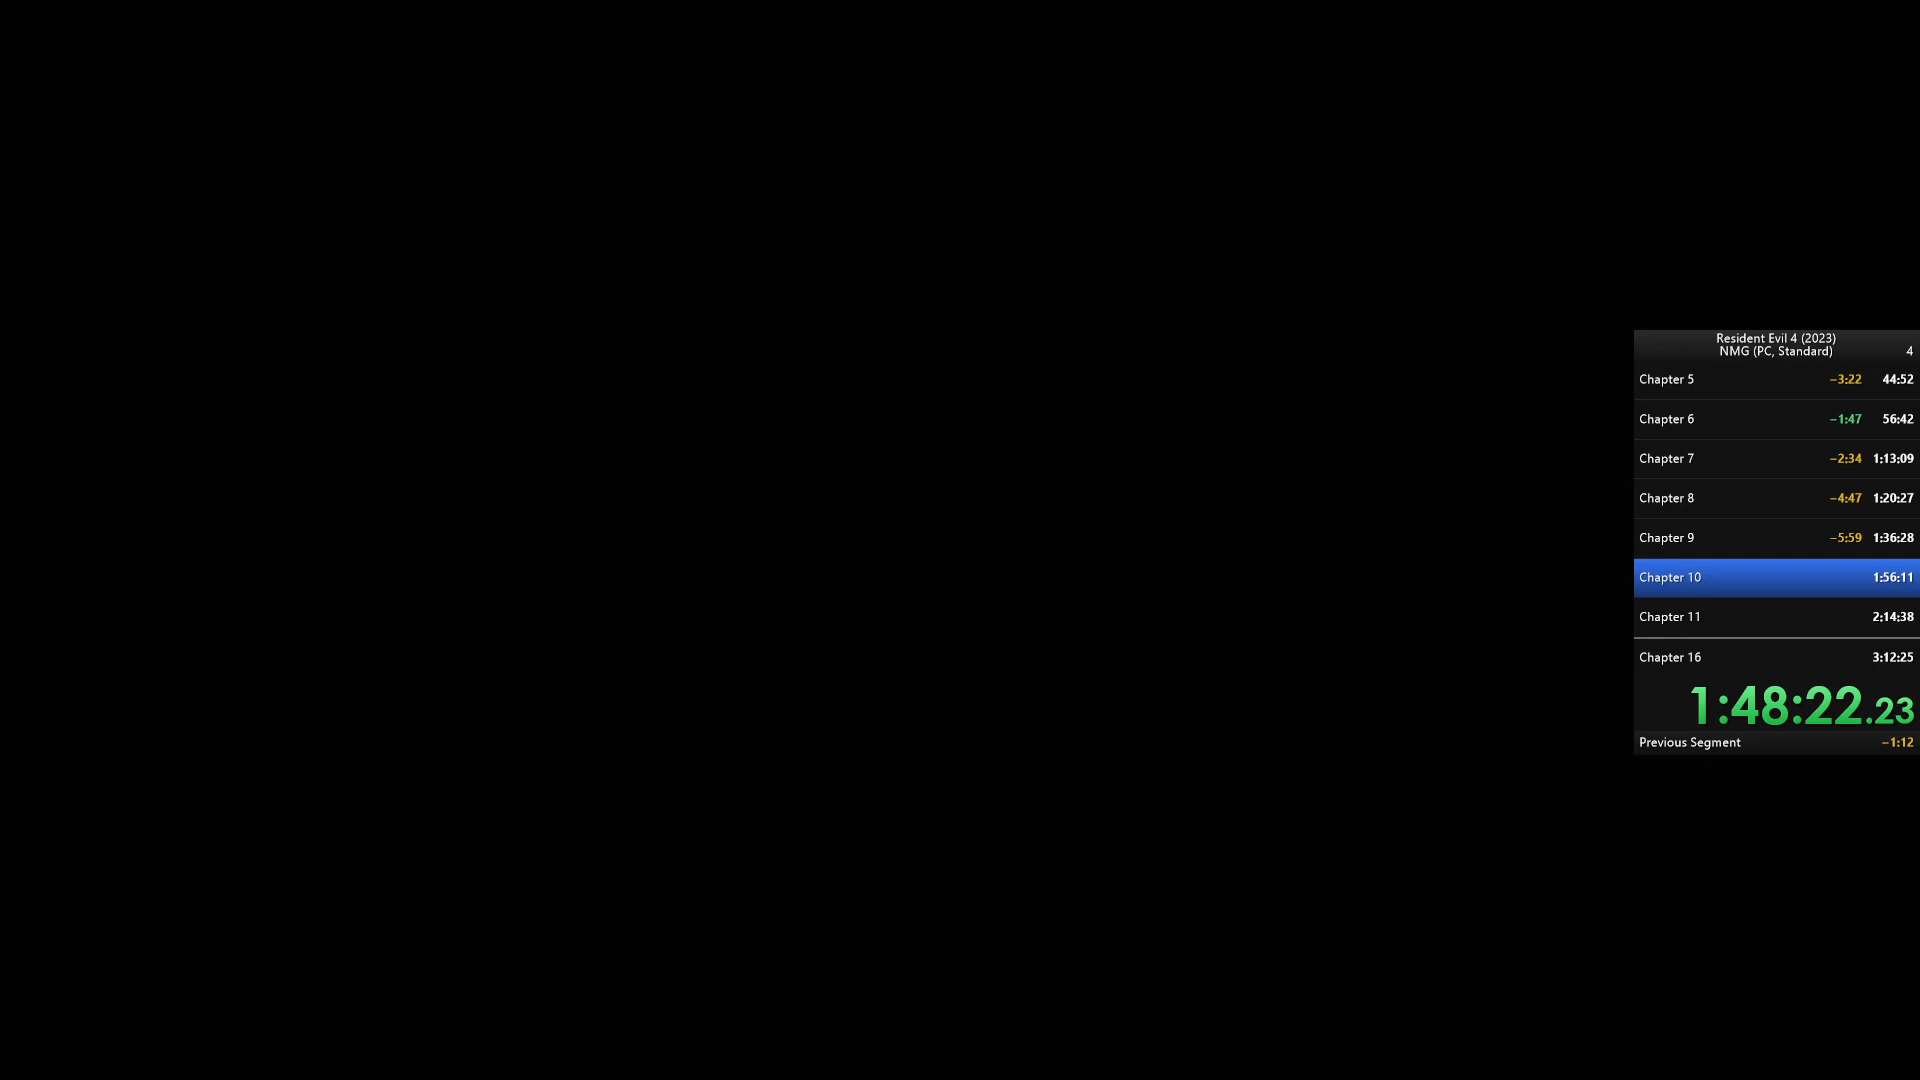 Resident Evil 4 (2023)
NMG (PC, Standard) 4
Chapter 5 −3:22 44:52
Chapter 6 −1:47 56:42
Chapter 7 −2:34 1:13:09
Chapter 8 −4:47 1:20:27
Chapter 9 −5:59 1:36:28
Chapter 10 1:56:11
Chapter 11 2:14:38
Chapter 16 3:12:25
1:48:22.23
Previous Segment −1:12